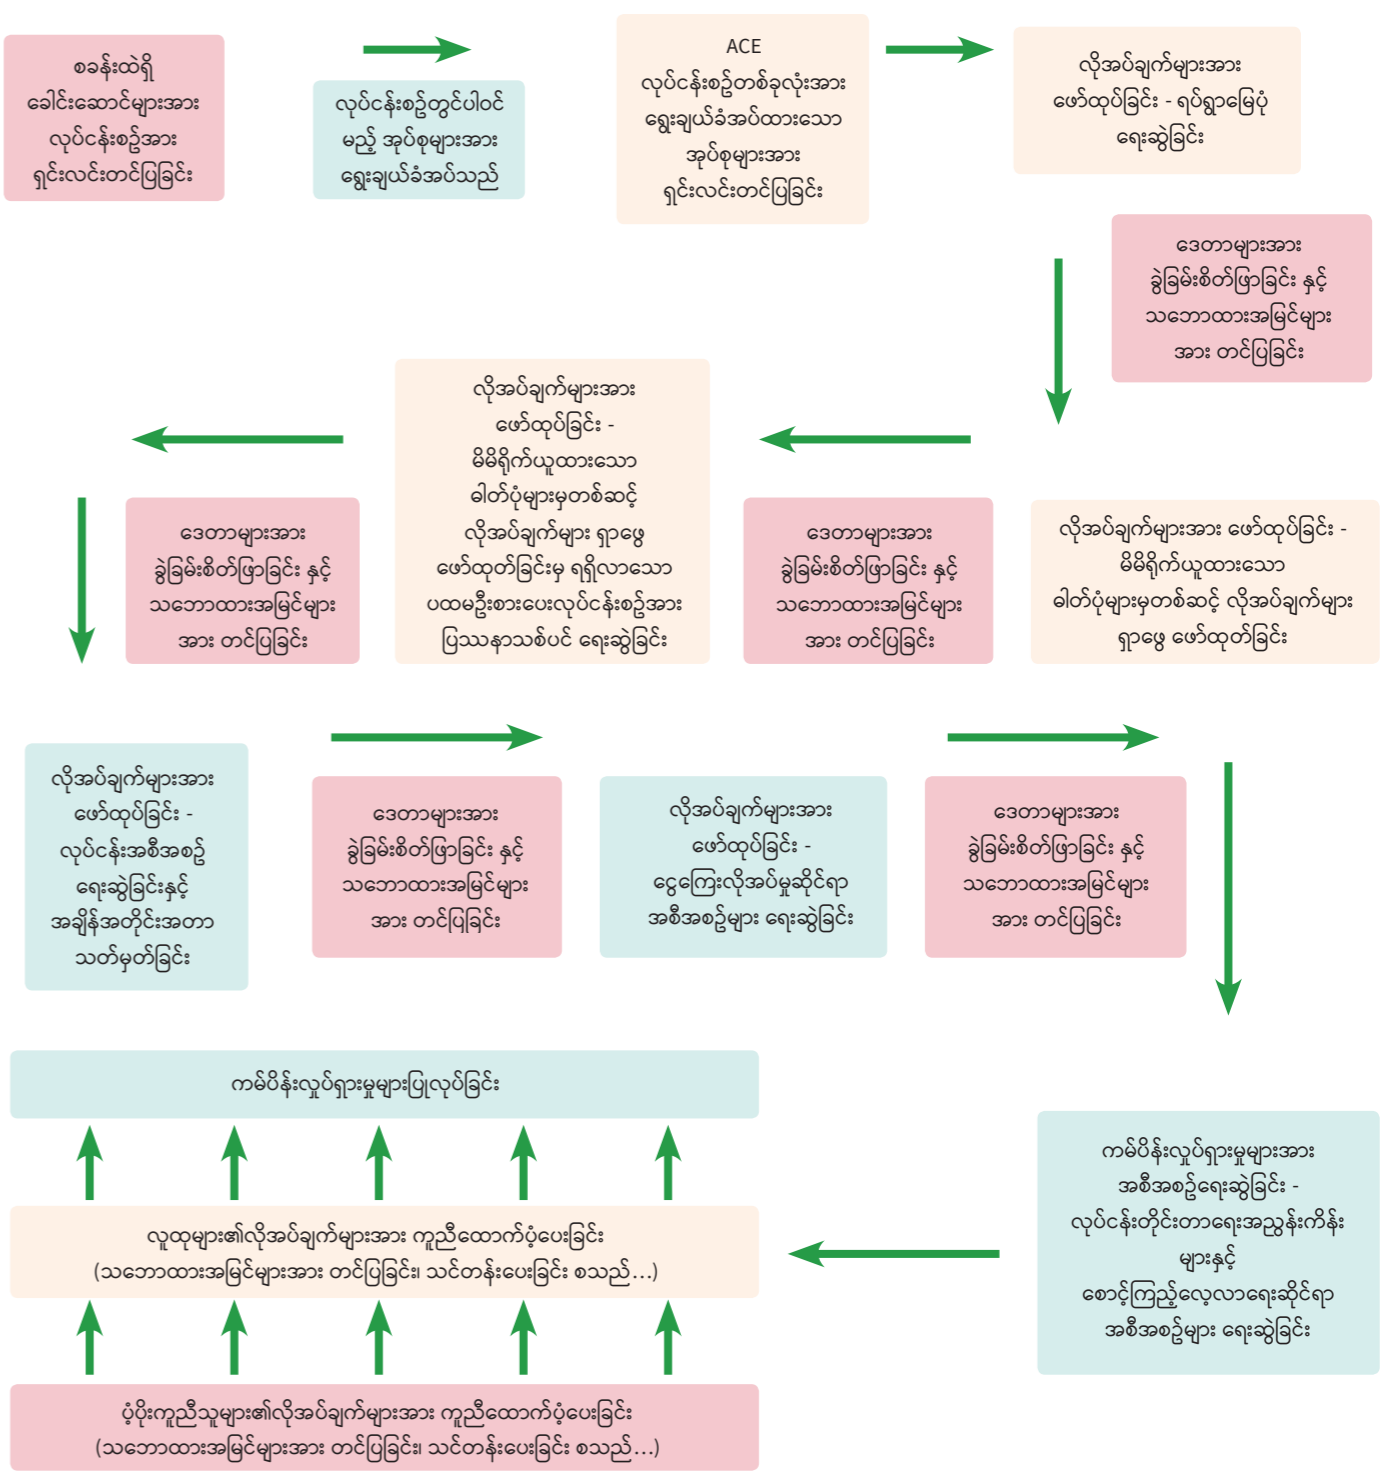 စခန်းထဲရှိ
ခေါင်းဆောင်များအား
လုပ်ငန်းစဥ်အား
ရှင်းလင်းတင်ပြခြင်း
လုပ်ငန်းစဥ်တွင်ပါဝင်
မည့် အုပ်စုများအား
ရွေးချယ်ခံအပ်သည်
ACE
လုပ်ငန်းစဥ်တစ်ခုလုံးအား
ရွေးချယ်ခံအပ်ထားသော
အုပ်စုများအား
ရှင်းလင်းတင်ပြခြင်း
လိုအပ်ချက်များအား
ဖော်ထုပ်ခြင်း - ရပ်ရွာမြေပုံ
ရေးဆွဲခြင်း
ဒေတာများအား
ခွဲခြမ်းစိတ်ဖြာခြင်း နှင့်
သဘောထားအမြင်များ
အား တင်ပြခြင်း
လိုအပ်ချက်များအား ဖော်ထုပ်ခြင်း -
မိမိရိုက်ယူထားသော
ဓါတ်ပုံများမှတစ်ဆင့် လိုအပ်ချက်များ
ရှာဖွေ ဖော်ထုတ်ခြင်း
ဒေတာများအား
ခွဲခြမ်းစိတ်ဖြာခြင်း နှင့်
သဘောထားအမြင်များ
အား တင်ပြခြင်း
လိုအပ်ချက်များအား
ဖော်ထုပ်ခြင်း -
မိမိရိုက်ယူထားသော
ဓါတ်ပုံများမှတစ်ဆင့်
လိုအပ်ချက်များ ရှာဖွေ
ဖော်ထုတ်ခြင်းမှ ရရှိလာသော
ပထမဦးစားပေးလုပ်ငန်းစဥ်အား
ပြဿနာသစ်ပင် ရေးဆွဲခြင်း
ဒေတာများအား
ခွဲခြမ်းစိတ်ဖြာခြင်း နှင့်
သဘောထားအမြင်များ
အား တင်ပြခြင်း
လိုအပ်ချက်များအား
ဖော်ထုပ်ခြင်း -
လုပ်ငန်းအစီအစဥ်
ရေးဆွဲခြင်းနှင့်
အချိန်အတိုင်းအတာ
သတ်မှတ်ခြင်း
ဒေတာများအား
ခွဲခြမ်းစိတ်ဖြာခြင်း နှင့်
သဘောထားအမြင်များ
အား တင်ပြခြင်း
လိုအပ်ချက်များအား
ဖော်ထုပ်ခြင်း -
ငွေကြေးလိုအပ်မှုဆိုင်ရာ
အစီအစဥ်များ ရေးဆွဲခြင်း
ဒေတာများအား
ခွဲခြမ်းစိတ်ဖြာခြင်း နှင့်
သဘောထားအမြင်များ
အား တင်ပြခြင်း
ကမ်ပိန်းလှုပ်ရှားမှုများအား
အစီအစဥ်ရေးဆွဲခြင်း -
လုပ်ငန်းတိုင်းတာရေးအညွှန်းကိန်း
များနှင့်
စောင့်ကြည့်လေ့လာရေးဆိုင်ရာ
အစီအစဥ်များ ရေးဆွဲခြင်း
ကမ်ပိန်းလှုပ်ရှားမှုများပြုလုပ်ခြင်း
လူထုများ၏လိုအပ်ချက်များအား ကူညီထောက်ပံ့ပေးခြင်း
(သဘောထားအမြင်များအား တင်ပြခြင်း၊ သင်တန်းပေးခြင်း စသည်...)
ပံ့ပိုးကူညီသူများ၏လိုအပ်ချက်များအား ကူညီထောက်ပံ့ပေးခြင်း
(သဘောထားအမြင်များအား တင်ပြခြင်း၊ သင်တန်းပေးခြင်း စသည်...)